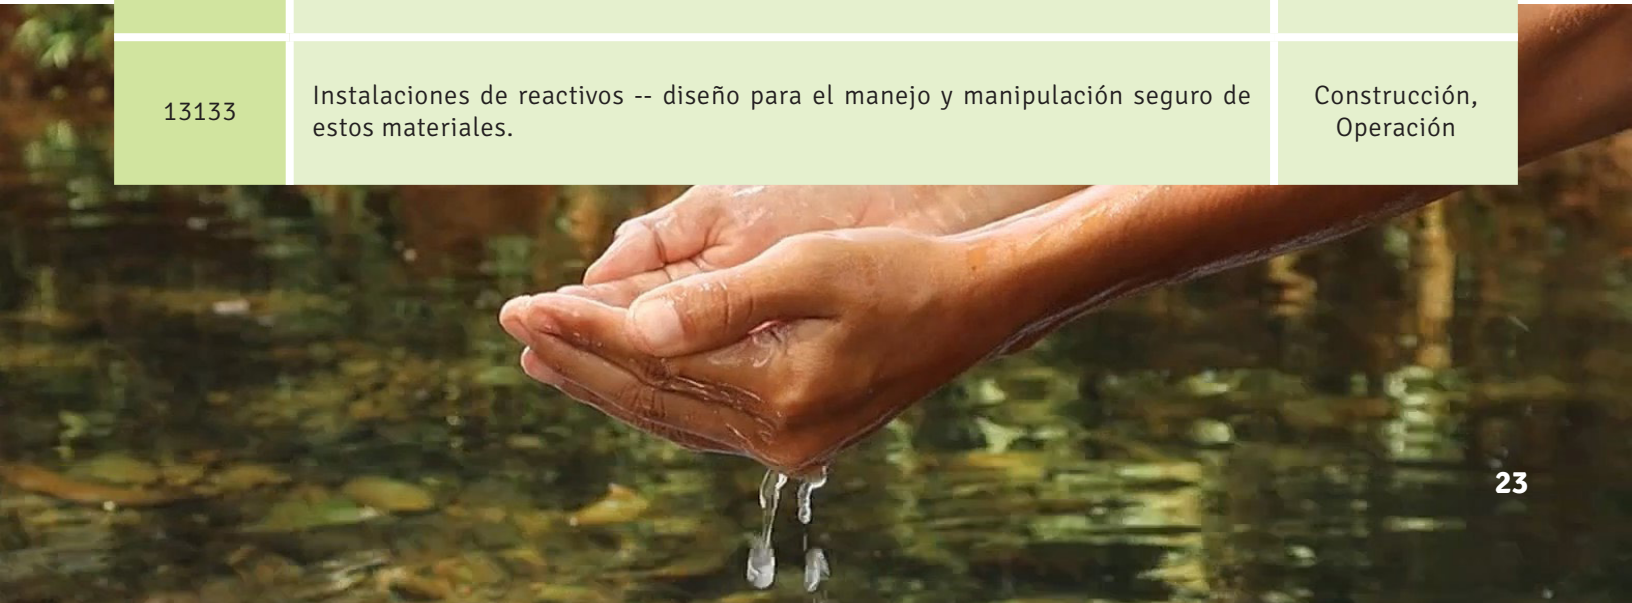 13133
Instalaciones de reactivos -- diseño para el manejo y manipulación seguro de
estos materiales.
Construcción,
Operación
23